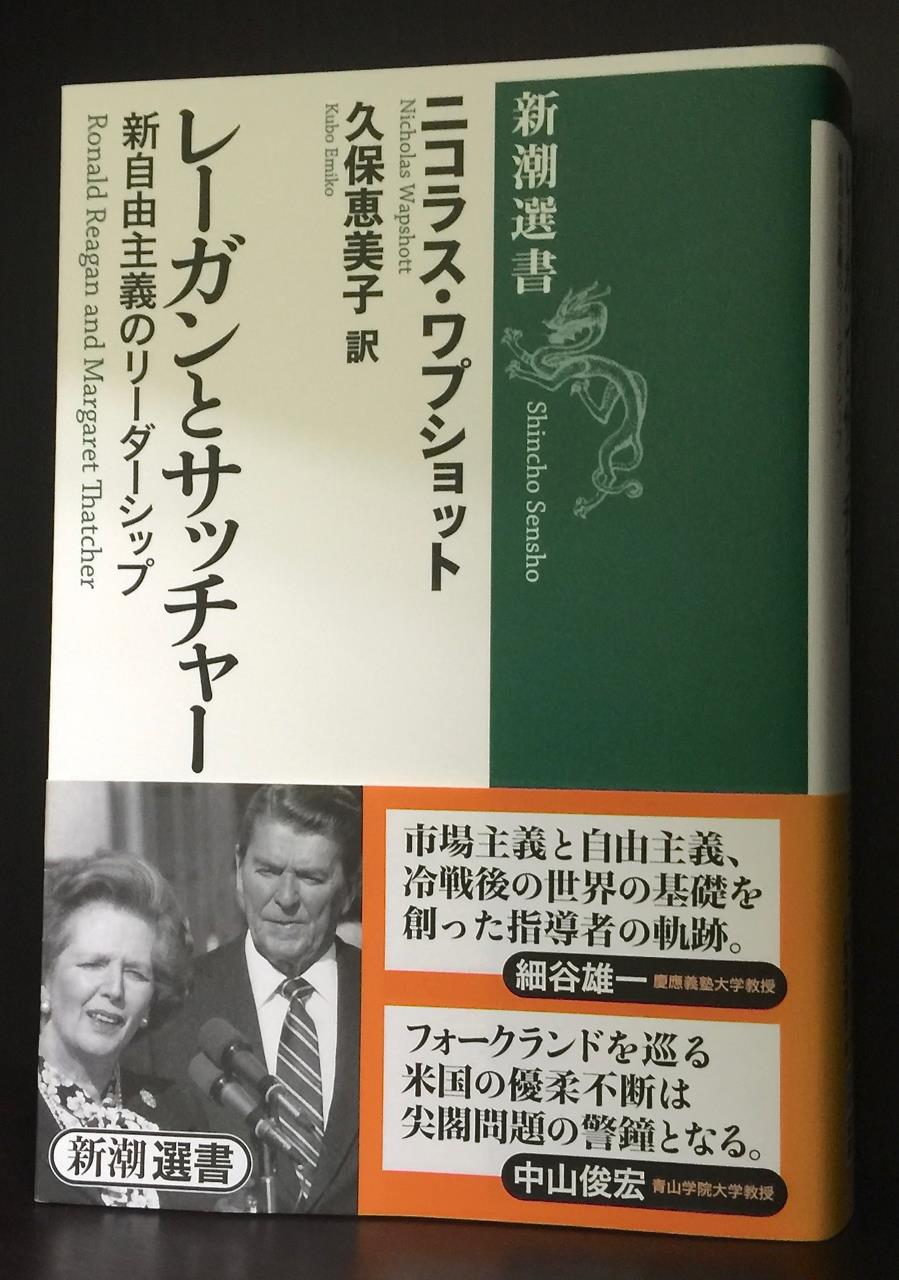 新潮選書
Shincho Sensho
ニコラス・ワプショット
Nicholas Wapshott
久保恵美子 訳
Kubo Emiko
レーガンとサッチャー
新自由主義のリーダーシップ
Ronald Reagan and Margaret Thatcher
市場主義と自由主義、
冷戦後の世界の基礎を
創った指導者の軌跡。
細谷雄一 慶應義塾大学教授
フォークランドを巡る
米国の優柔不断は
尖閣問題の警鐘となる。
中山俊宏 青山学院大学教授
新潮選書